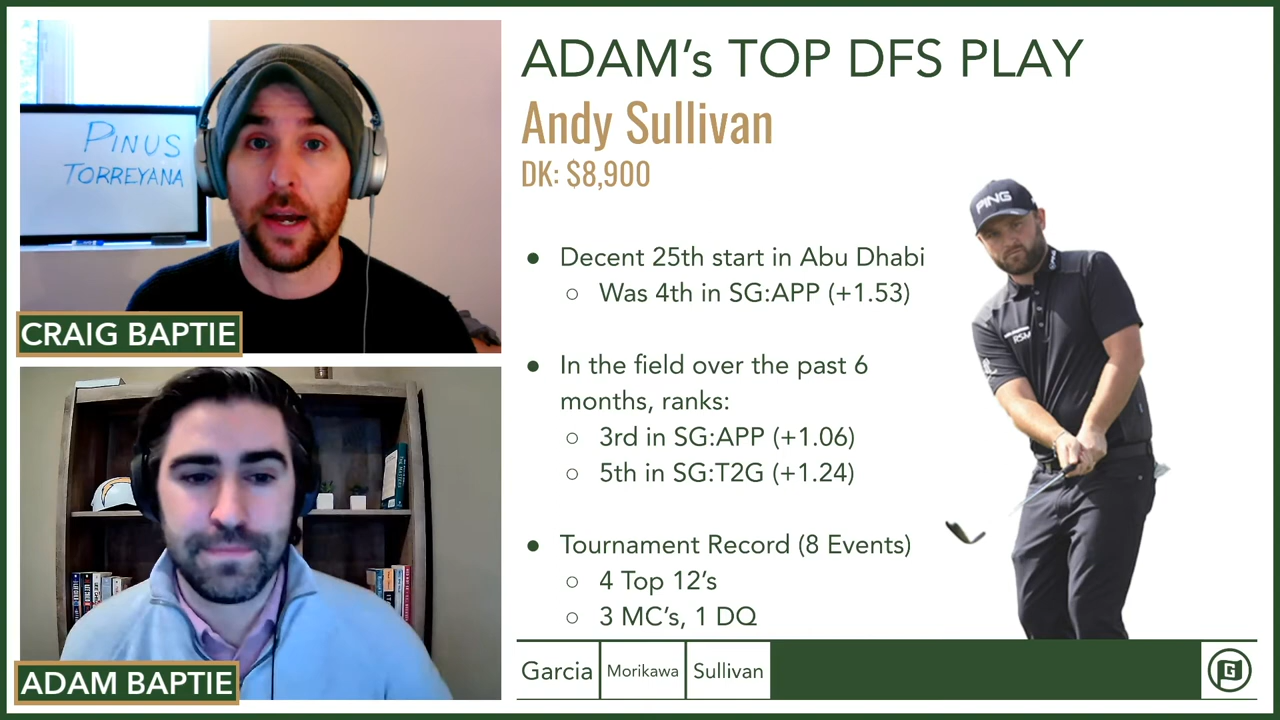 PINUS
TORREYANA
CRAIG BAPTIE
ADAM BAPTIE
ADAM's TOP DFS PLAY
Andy Sullivan
DK: $8,900
● Decent 25th start in Abu Dhabi
○ Was 4th in SG:APP (+1.53)
● In the field over the past 6
months, ranks:
○ 3rd in SG:APP (+1.06)
○ 5th in SG:T2G (+1.24)
● Tournament Record (8 Events)
○ 4 Top 12's
○ 3 MC's, 1 DQ
PING
RSM
Garcia
Morikawa
Sullivan